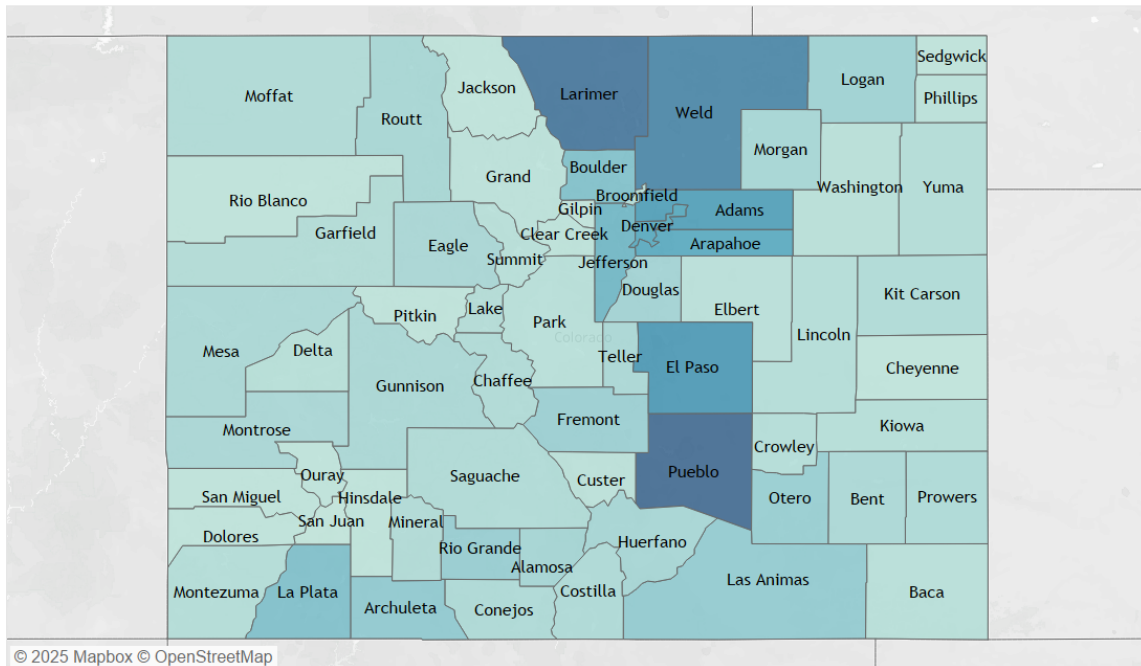 Sedgwick
Logan
Jackson
Larimer
Moffat
Phillips
Weld
Routt
Morgan
Boulder
Grand
Washington
Yuma
Broomfield
Rio Blanco
Gilpin
Adams
Denver
Garfield
Clear Creek
Eagle
Arapahoe
Summit
Jefferson
Douglas
Kit Carson
Lake
Elbert
Pitkin
Park
Lincoln
Colorado
Mesa
Delta
Teller
El Paso
Cheyenne
Chaffee
Gunnison
Fremont
Kiowa
Montrose
Crowley
Pueblo
Ouray
Saguache
Custer
San Miguel
Hinsdale
Otero
Bent
Prowers
San Juan
Mineral
Dolores
Huerfano
Rio Grande
Alamosa
Las Animas
Montezuma
La Plata
Costilla
Baca
Archuleta
Conejos
© 2025 Mapbox © OpenStreetMap